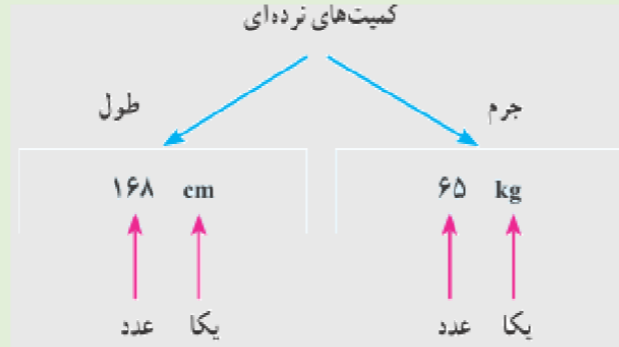 کمیت‌های نرده‌ای
جرم
طول
۶۵ kg
۱۶۸ cm
یکا عدد
یکا عدد